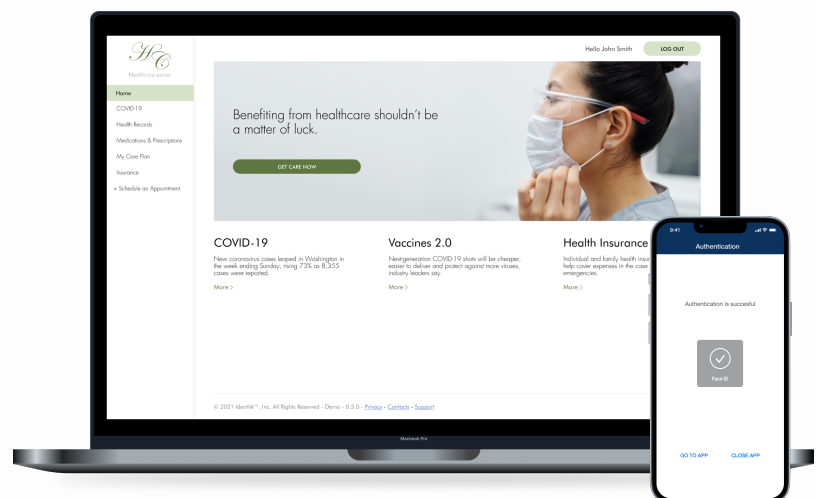 HC
Healthcare center
Hello John Smith
LOG OUT
Home
COVID-19
Health Records
Medications & Prescriptions
My Care Plan
Insurance
+ Schedule an Appointment
Benefiting from healthcare shouldn't be
a matter of luck.
GET CARE NOW
COVID-19
New coronavirus cases leaped in Washington in
the week ending Sunday, rising 73% as 8,355
cases were reported.
More >
Vaccines 2.0
Next-generation COVID-19 shots will be cheaper,
easier to deliver and protect against more viruses,
industry leaders say.
More >
Health Insurance
Individual and family health insur
help cover expenses in the case
emergencies.
More >
© 2021 Identité™, Inc. All Rights Reserved - Demo - 0.5.0 - Privacy - Contacts - Support
Macbook Pro
9:41
Authentication
Authentication is succesful
Face ID
GO TO APP
CLOSE APP